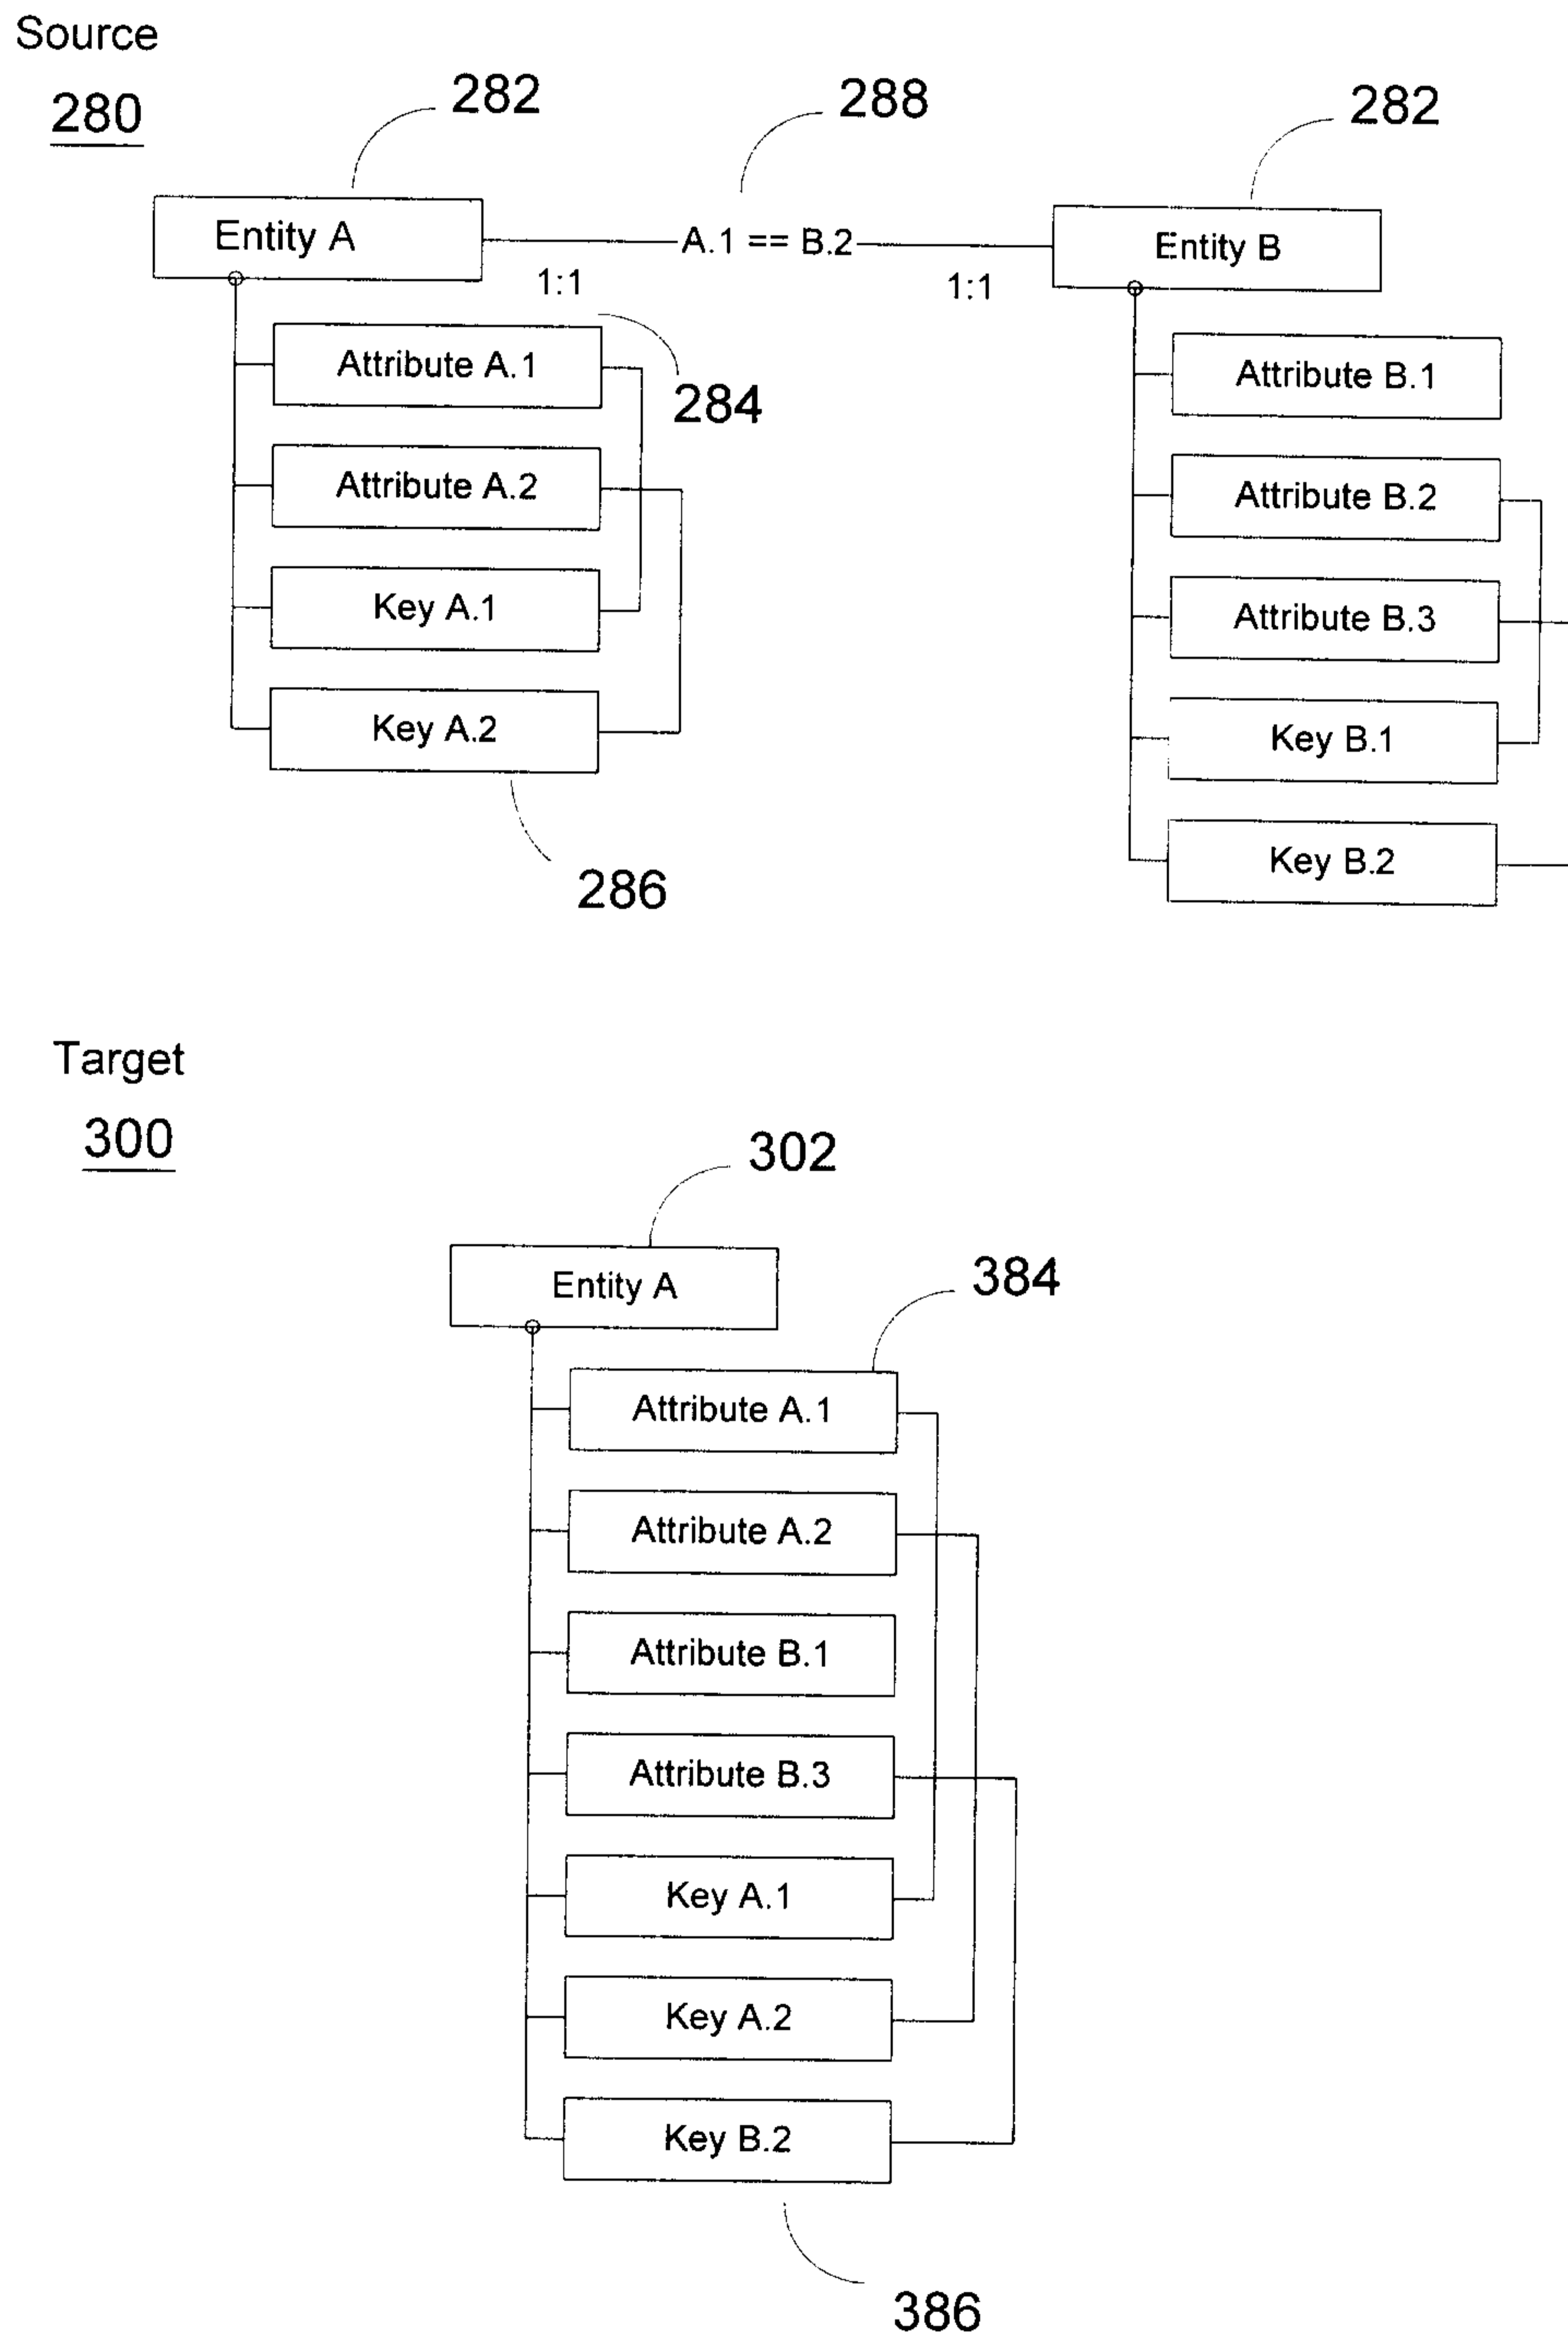 Source
280
282
288
282
Entity A
A.1 == B.2
Entity B
1:1
1:1
284
Attribute A.1
Attribute A.2
Key A.1
Key A.2
286
Attribute B.1
Attribute B.2
Attribute B.3
Key B.1
Key B.2
Target
300
302
Entity A
384
Attribute A.1
Attribute A.2
Attribute B.1
Attribute B.3
Key A.1
Key A.2
Key B.2
386